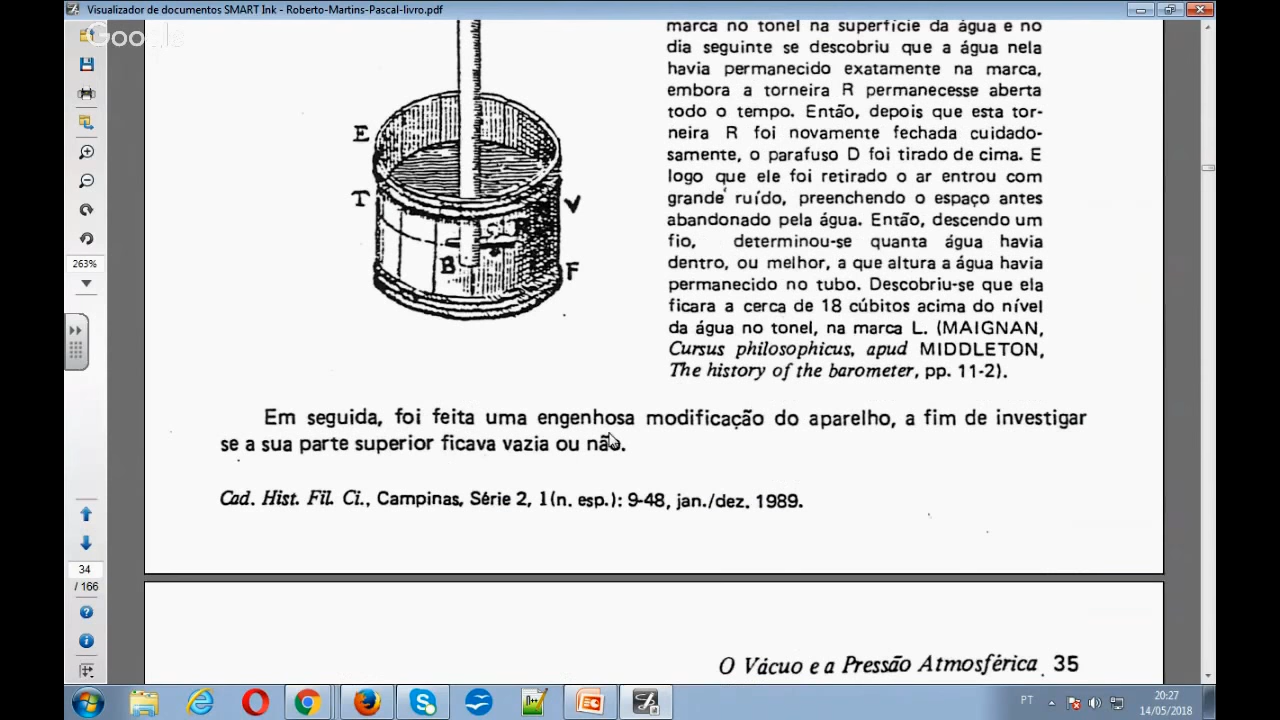 Visualizador de documentos SMART Ink - Roberto-Martins-Pascal-livro.pdf
Google
marca no tonel na superfície da água e no
dia seguinte se descobriu que a água nela
havia permanecido exatamente na marca,
embora a torneira R permanecesse aberta
todo o tempo. Então, depois que esta tor-
neira R foi novamente fechada cuidado-
samente, o parafuso D foi tirado de cima. E
logo que ele foi retirado o ar entrou com
grande ruído, preenchendo o espaço antes
abandonado pela água. Então, descendo um
fio, determinou-se quanta água havia
dentro, ou melhor, a que altura a água havia
permanecido no tubo. Descobriu-se que ela
ficara a cerca de 18 cúbitos acima do nível
da água no tonel, na marca L. (MAIGNAN,
Cursus philosophicus, apud MIDDLETON,
The history of the barometer, pp. 11-2).
E
T
V
S
R
B
F
Em seguida, foi feita uma engenhosa modificação do aparelho, a fim de investigar
se a sua parte superior ficava vazia ou não.
Cad. Hist. Fil. Ci., Campinas, Série 2, 1(n. esp.): 9-48, jan./dez. 1989.
O Vácuo e a Pressão Atmosférica 35
263%
34
/ 166
PT
20:27
14/05/2018